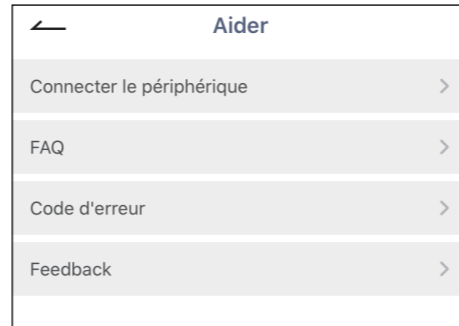 Aider
Connecter le périphérique
FAQ
Code d'erreur
Feedback